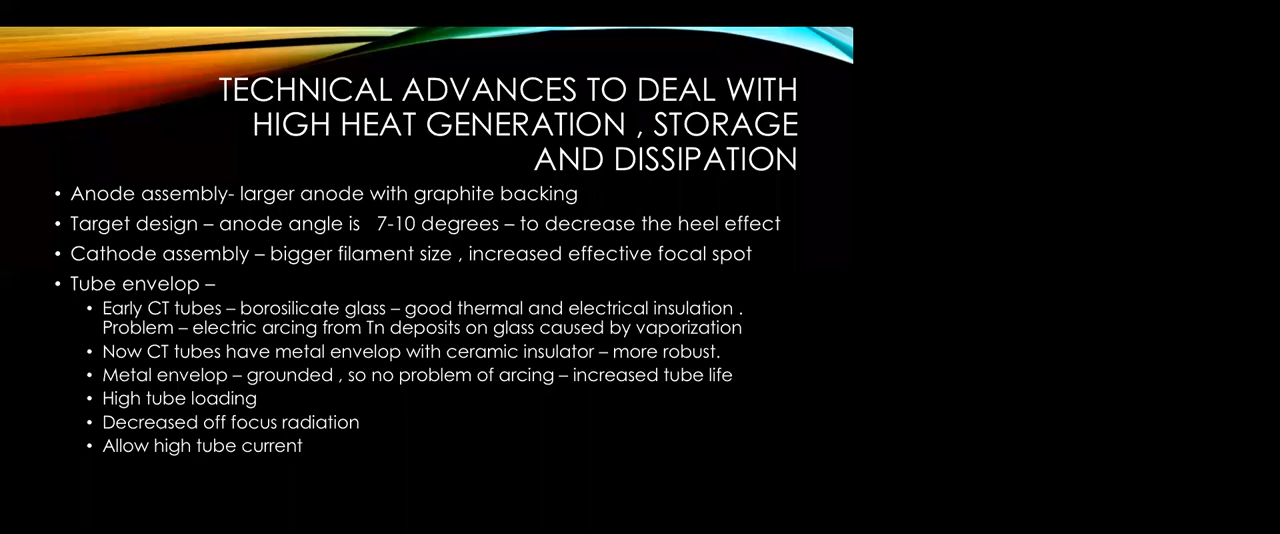 TECHNICAL ADVANCES TO DEAL WITH
HIGH HEAT GENERATION , STORAGE
AND DISSIPATION
• Anode assembly- larger anode with graphite backing
• Target design – anode angle is 7-10 degrees – to decrease the heel effect
• Cathode assembly – bigger filament size , increased effective focal spot
• Tube envelop –
• Early CT tubes – borosilicate glass – good thermal and electrical insulation .
Problem – electric arcing from Tn deposits on glass caused by vaporization
• Now CT tubes have metal envelop with ceramic insulator – more robust.
• Metal envelop – grounded , so no problem of arcing – increased tube life
• High tube loading
• Decreased off focus radiation
• Allow high tube current